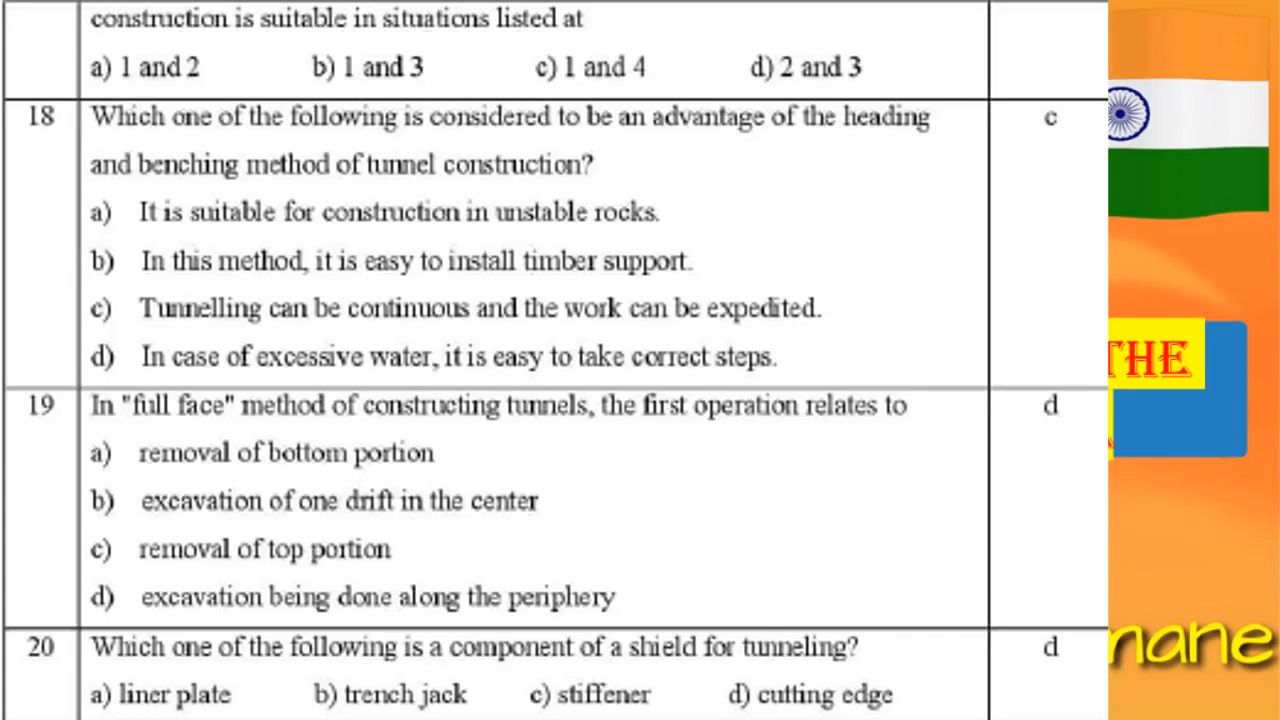 construction is suitable in situations listed at
a) 1 and 2 b) 1 and 3 c) 1 and 4 d) 2 and 3
18 Which one of the following is considered to be an advantage of the heading c
and benching method of tunnel construction?
a) It is suitable for construction in unstable rocks.
b) In this method, it is easy to install timber support.
c) Tunnelling can be continuous and the work can be expedited.
d) In case of excessive water, it is easy to take correct steps.
19 In "full face" method of constructing tunnels, the first operation relates to d
a) removal of bottom portion
b) excavation of one drift in the center
c) removal of top portion
d) excavation being done along the periphery
20 Which one of the following is a component of a shield for tunneling? d
a) liner plate b) trench jack c) stiffener d) cutting edge
THE
mane